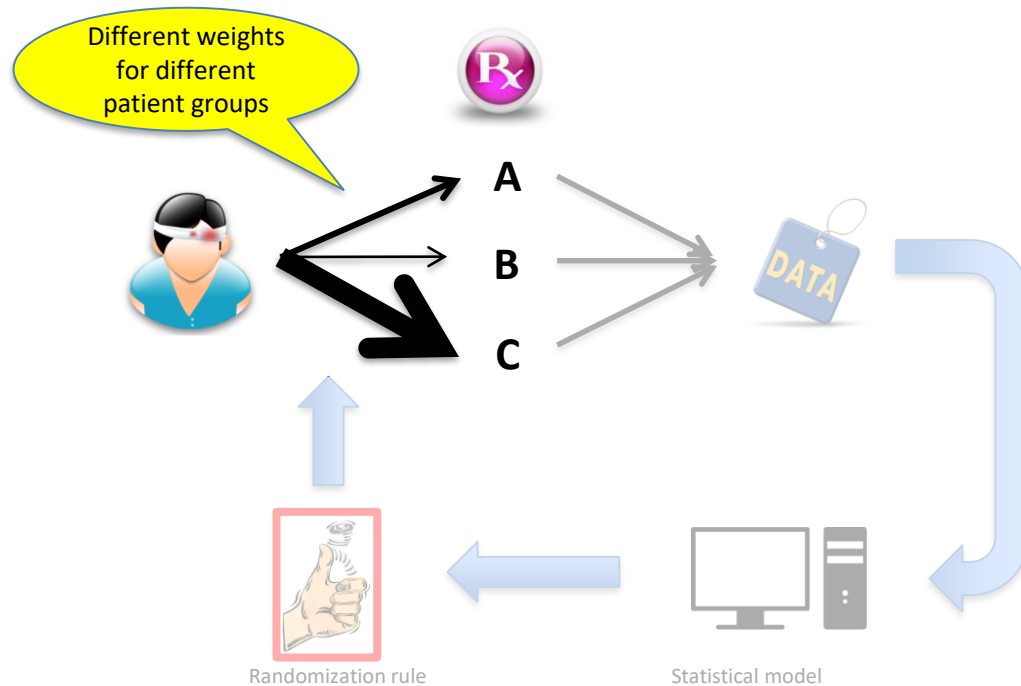 Different weights
for different
patient groups
Rx
A
B
C
DATA
Randomization rule
Statistical model